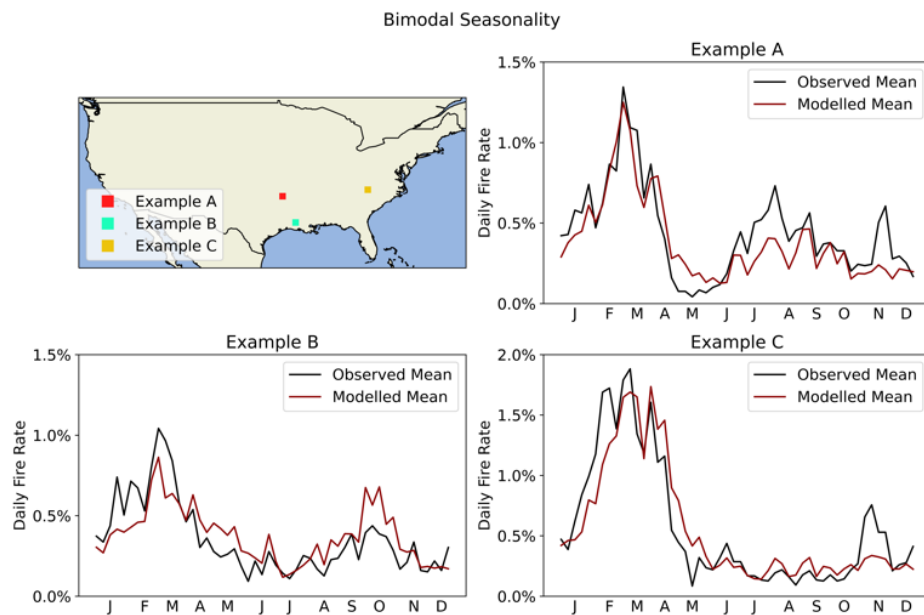 Bimodal Seasonality
Example A
Example B
Example C
Example A
1.5%
1.0%
0.5%
0.0%
Daily Fire Rate
Observed Mean
Modelled Mean
J F M A M J J A S O N D
Example B
1.5%
1.0%
0.5%
0.0%
Daily Fire Rate
Observed Mean
Modelled Mean
J F M A M J J A S O N D
Example C
2.0%
1.5%
1.0%
0.5%
0.0%
Daily Fire Rate
Observed Mean
Modelled Mean
J F M A M J J A S O N D